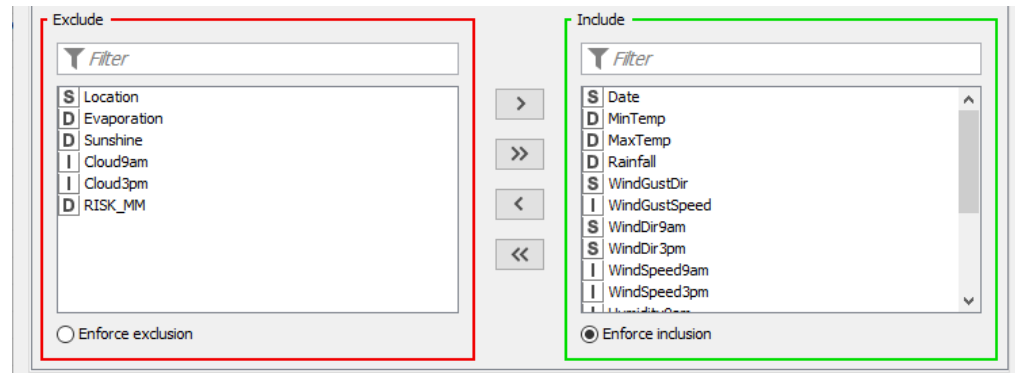 Exclude
Filter
S Location
D Evaporation
D Sunshine
I Cloud9am
I Cloud3pm
D RISK_MM
Enforce exclusion
>
>>
<
<<
Include
Filter
S Date
D MinTemp
D MaxTemp
D Rainfall
S WindGustDir
I WindGustSpeed
S WindDir9am
S WindDir3pm
I WindSpeed9am
I WindSpeed3pm
I Humidity9am
Enforce inclusion